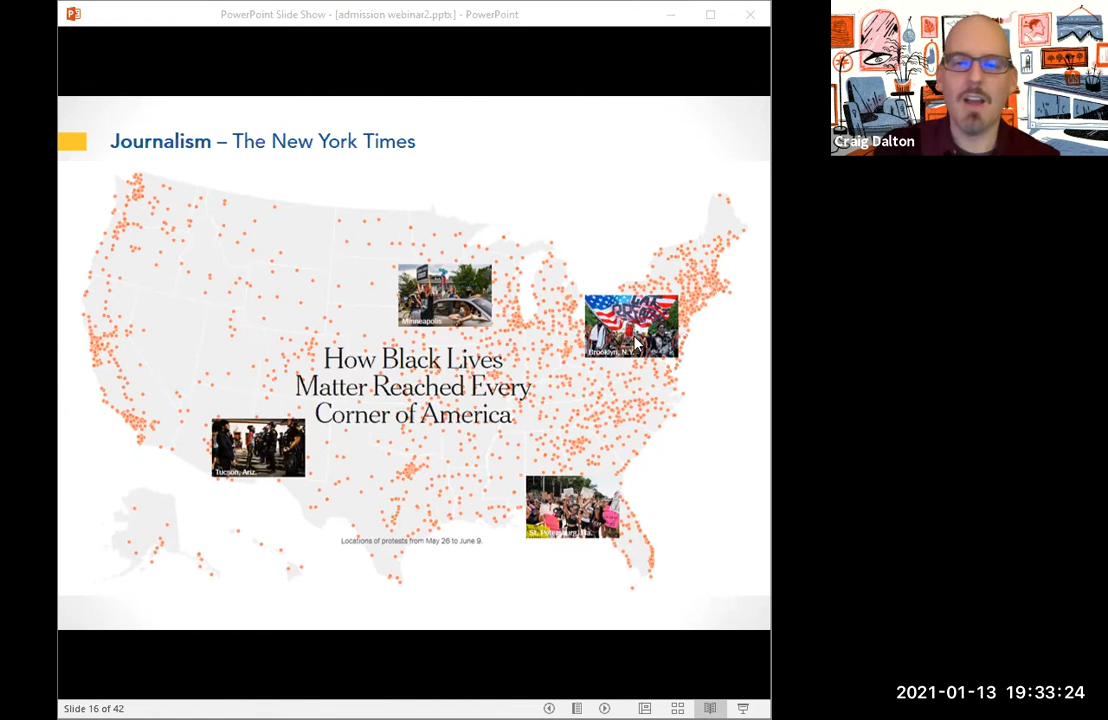 PowerPoint Slide Show - [admission webinar2.pptx] - PowerPoint
Craig Dalton
Journalism – The New York Times
Minneapolis
Brooklyn, N.Y.
How Black Lives
Matter Reached Every
Corner of America
Tucson, Ariz.
St. Petersburg, Fla.
Locations of protests from May 26 to June 9.
2021-01-13 19:33:24
Slide 16 of 42